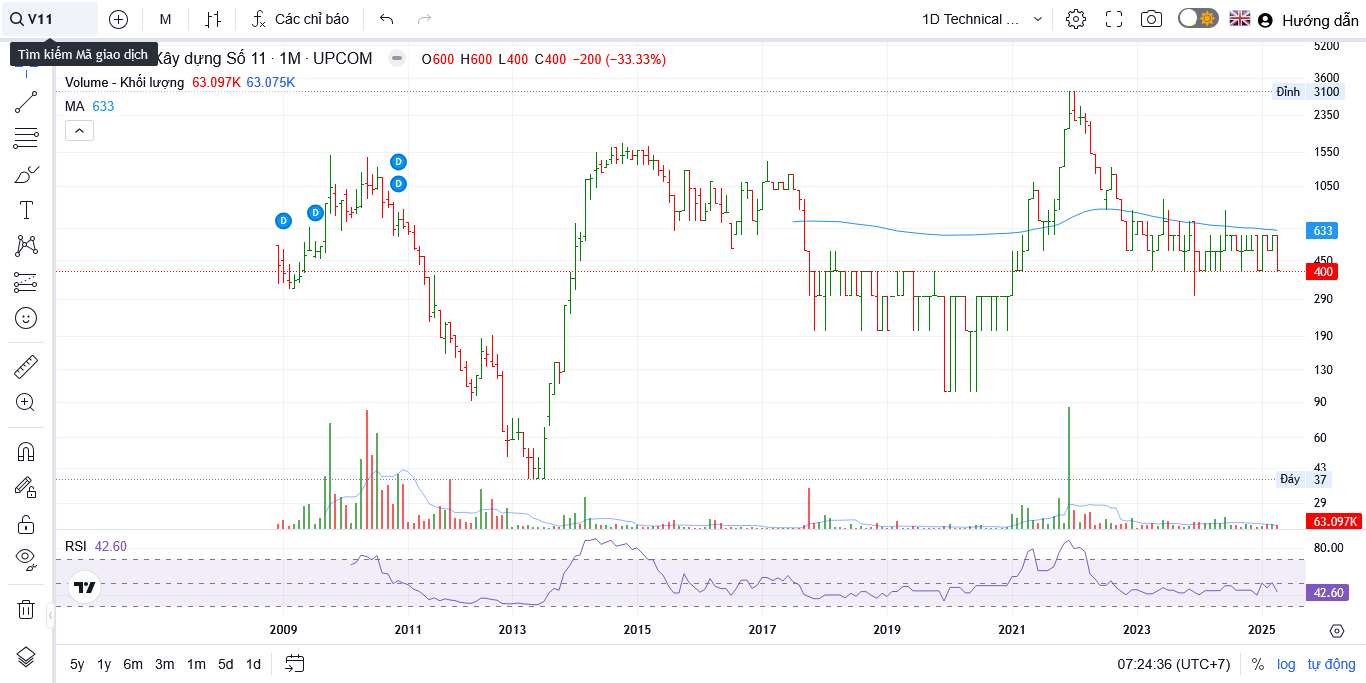 V11
M
Các chỉ báo
1D Technical ...
Hướng dẫn
Tìm kiếm Mã giao dịch
Xây dựng Số 11 · 1M · UPCOM
O600 H600 L400 C400 −200 (−33.33%)
Volume - Khối lượng 63.097K 63.075K
MA 633
D
D
D
D
5200
3600
Đỉnh 3100
2350
1550
1050
633
450
400
290
190
130
90
60
43
Đáy 37
29
63.097K
RSI 42.60
80.00
42.60
2009 2011 2013 2015 2017 2019 2021 2023 2025
5y 1y 6m 3m 1m 5d 1d
07:24:36 (UTC+7) % log tự động